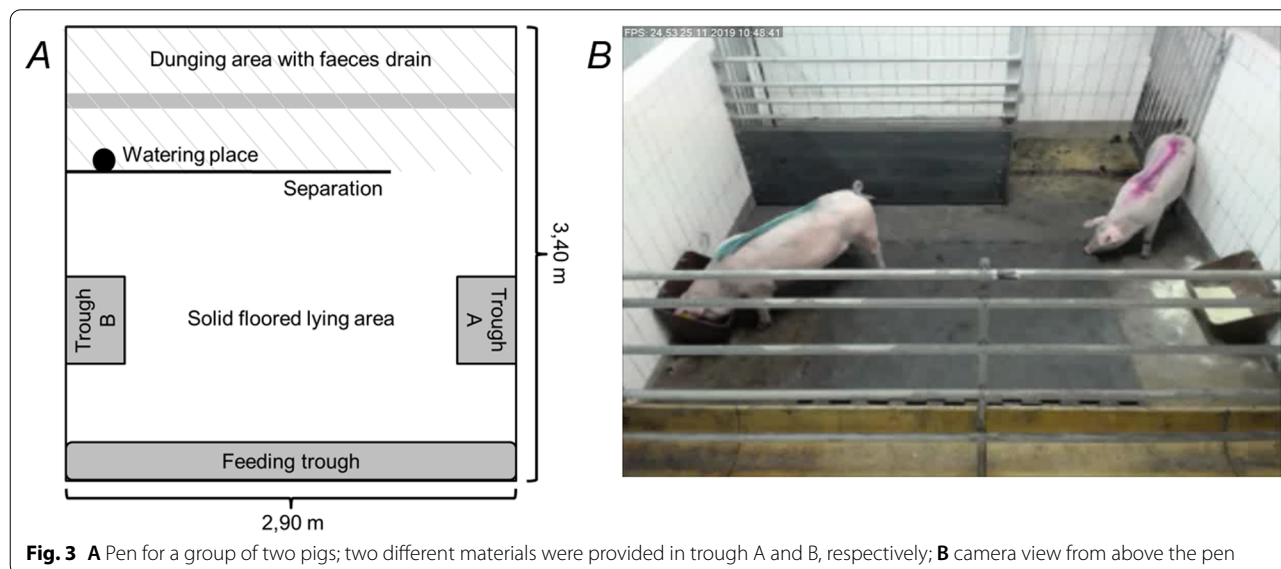 A
Dunging area with faeces drain
Watering place
Separation
Trough
B
Solid floored lying area
Trough
A
Feeding trough
3,40 m
2,90 m
B
FPS: 24.53 25.11.2019 10:48:41
Fig. 3 A Pen for a group of two pigs; two different materials were provided in trough A and B, respectively; B camera view from above the pen